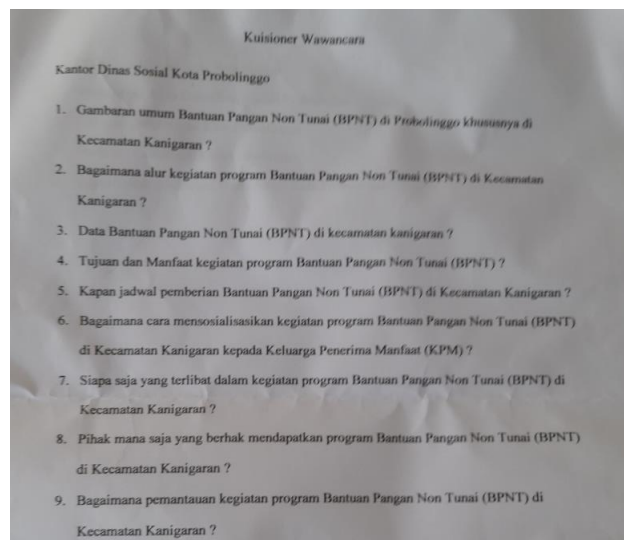 Kuisioner Wawancara
Kantor Dinas Sosial Kota Probolinggo
1. Gambaran umum Bantuan Pangan Non Tunai (BPNT) di Probolinggo khususnya di
Kecamatan Kanigaran ?
2. Bagaimana alur kegiatan program Bantuan Pangan Non Tunai (BPNT) di Kecamatan
Kanigaran ?
3. Data Bantuan Pangan Non Tunai (BPNT) di kecamatan kanigaran ?
4. Tujuan dan Manfaat kegiatan program Bantuan Pangan Non Tunai (BPNT) ?
5. Kapan jadwal pemberian Bantuan Pangan Non Tunai (BPNT) di Kecamatan Kanigaran ?
6. Bagaimana cara mensosialisasikan kegiatan program Bantuan Pangan Non Tunai (BPNT)
di Kecamatan Kanigaran kepada Keluarga Penerima Manfaat (KPM) ?
7. Siapa saja yang terlibat dalam kegiatan program Bantuan Pangan Non Tunai (BPNT) di
Kecamatan Kanigaran ?
8. Pihak mana saja yang berhak mendapatkan program Bantuan Pangan Non Tunai (BPNT)
di Kecamatan Kanigaran ?
9. Bagaimana pemantauan kegiatan program Bantuan Pangan Non Tunai (BPNT) di
Kecamatan Kanigaran ?